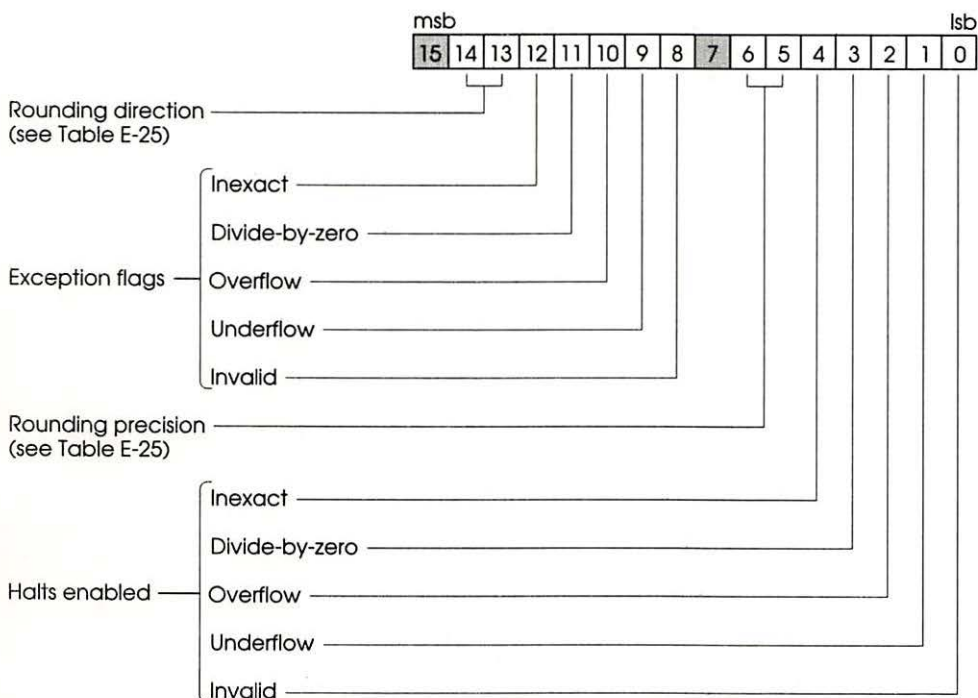 msb lsb
15 14 13 12 11 10 9 8 7 6 5 4 3 2 1 0
Rounding direction
(see Table E-25)
Inexact
Divide-by-zero
Exception flags
Overflow
Underflow
Invalid
Rounding precision
(see Table E-25)
Inexact
Divide-by-zero
Halts enabled
Overflow
Underflow
Invalid